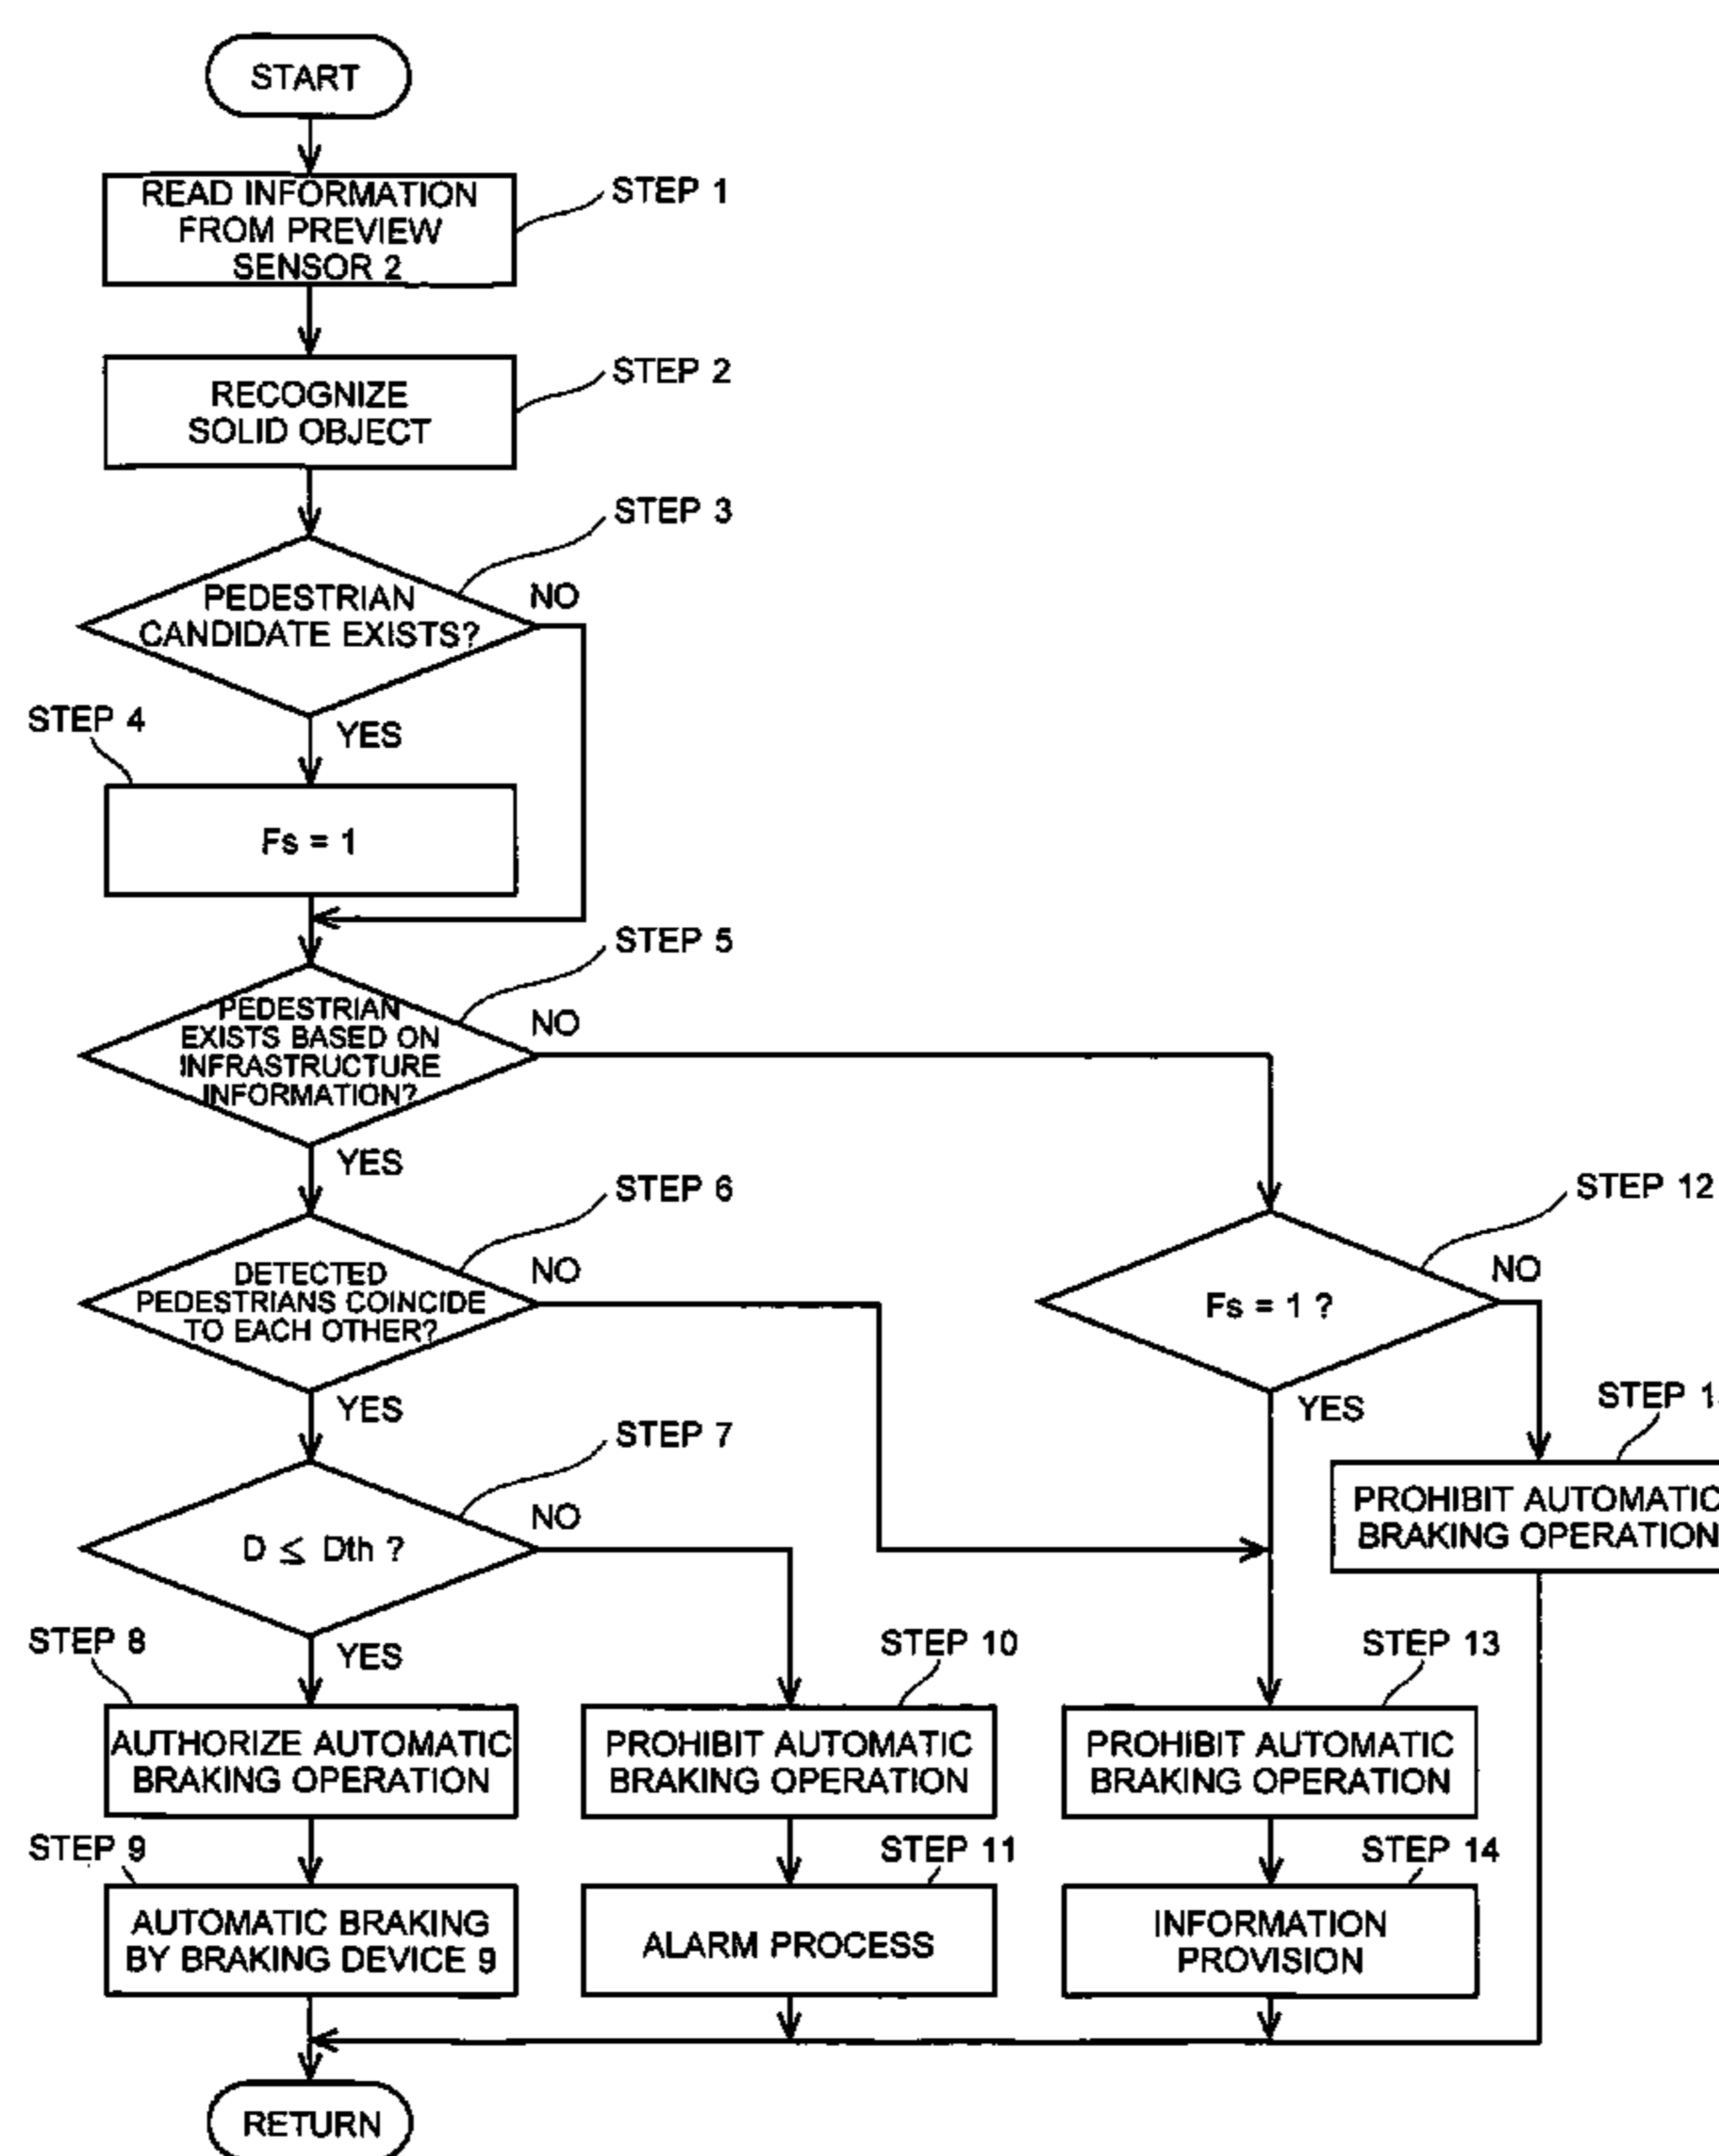 START
READ INFORMATION
FROM PREVIEW
SENSOR 2
STEP 1
RECOGNIZE
SOLID OBJECT
STEP 2
STEP 3
PEDESTRIAN
CANDIDATE EXISTS?
NO
YES
STEP 4
Fs = 1
STEP 5
PEDESTRIAN
EXISTS BASED ON
INFRASTRUCTURE
INFORMATION?
NO
YES
STEP 6
DETECTED
PEDESTRIANS COINCIDE
TO EACH OTHER?
NO
YES
STEP 12
Fs = 1 ?
NO
YES
STEP 7
D ≤ Dth ?
NO
YES
STEP
PROHIBIT AUTOMATIC
BRAKING OPERATION
STEP 8
AUTHORIZE AUTOMATIC
BRAKING OPERATION
STEP 10
PROHIBIT AUTOMATIC
BRAKING OPERATION
STEP 13
PROHIBIT AUTOMATIC
BRAKING OPERATION
STEP 9
AUTOMATIC BRAKING
BY BRAKING DEVICE 9
STEP 11
ALARM PROCESS
STEP 14
INFORMATION
PROVISION
RETURN